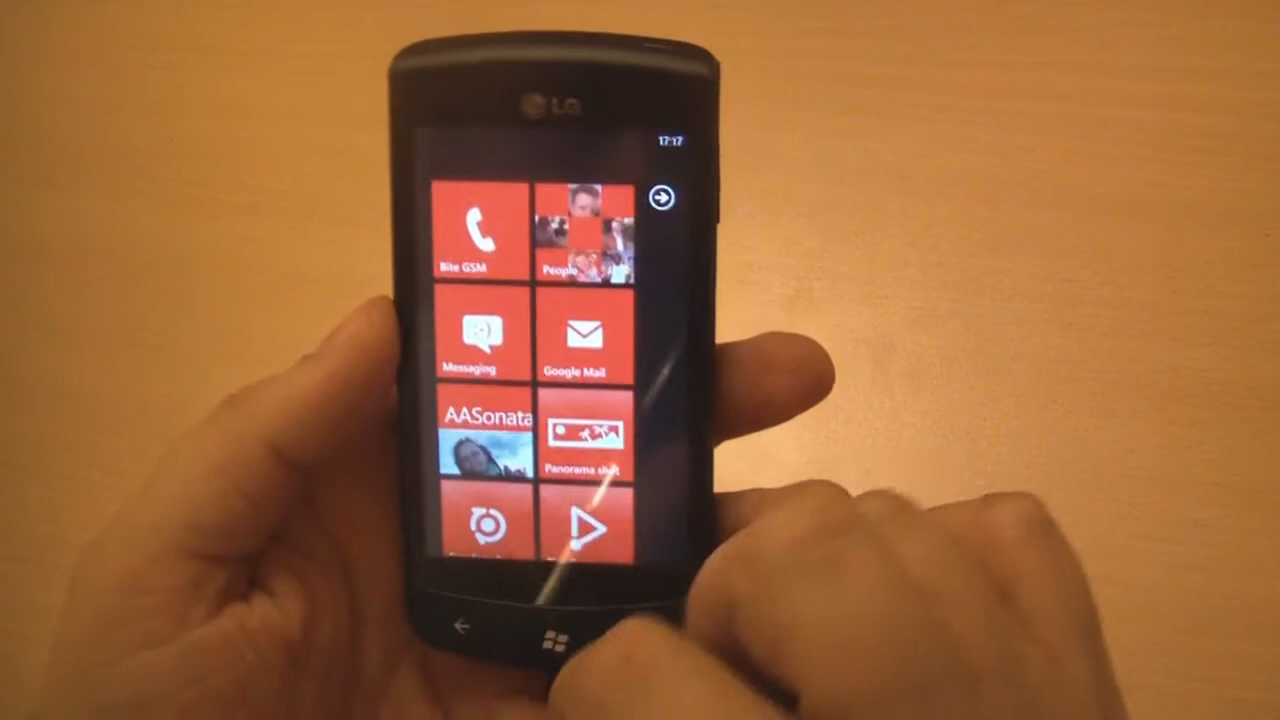 LG
17:17
Bite GSM
People
Messaging
Google Mail
AASonata
Panorama shot